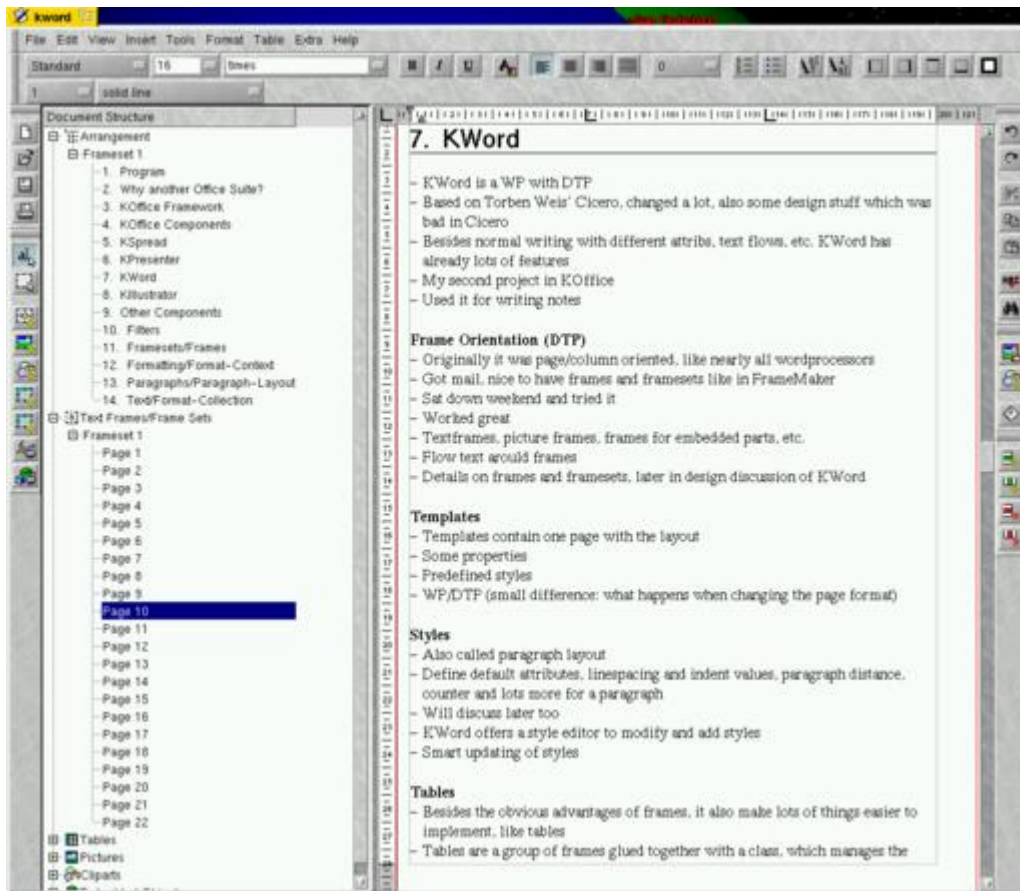 kword
File Edit View Insert Tools Format Table Extra Help
Standard 16 times 0
1 solid line
Document Structure
Arrangement
Frameset 1
1. Program
2. Why another Office Suite?
3. KOffice Framework
4. KOffice Components
5. KSpread
6. KPresenter
7. KWord
8. KIllustrator
9. Other Components
10. Filters
11. Framesets/Frames
12. Formatting/Format-Context
13. Paragraphs/Paragraph-Layout
14. Text/Format-Collection
Text Frames/Frame Sets
Frameset 1
Page 1
Page 2
Page 3
Page 4
Page 5
Page 6
Page 7
Page 8
Page 9
Page 10
Page 11
Page 12
Page 13
Page 14
Page 15
Page 16
Page 17
Page 18
Page 19
Page 20
Page 21
Page 22
Tables
Pictures
Cliparts
7. KWord
– KWord is a WP with DTP
– Based on Torben Weis' Cicero, changed a lot, also some design stuff which was
bad in Cicero
– Besides normal writing with different attribs, text flows, etc. KWord has
already lots of features
– My second project in KOffice
– Used it for writing notes
Frame Orientation (DTP)
– Originally it was page/column oriented, like nearly all wordprocessors
– Got mail, nice to have frames and framesets like in FrameMaker
– Sat down weekend and tried it
– Worked great
– Textframes, picture frames, frames for embedded parts, etc.
– Flow text arould frames
– Details on frames and framesets, later in design discussion of KWord
Templates
– Templates contain one page with the layout
– Some properties
– Predefined styles
– WP/DTP (small difference: what happens when changing the page format)
Styles
– Also called paragraph layout
– Define default attributes, linespacing and indent values, paragraph distance,
counter and lots more for a paragraph
– Will discuss later too
– KWord offers a style editor to modify and add styles
– Smart updating of styles
Tables
– Besides the obvious advantages of frames, it also make lots of things easier to
implement, like tables
– Tables are a group of frames glued together with a class, which manages the